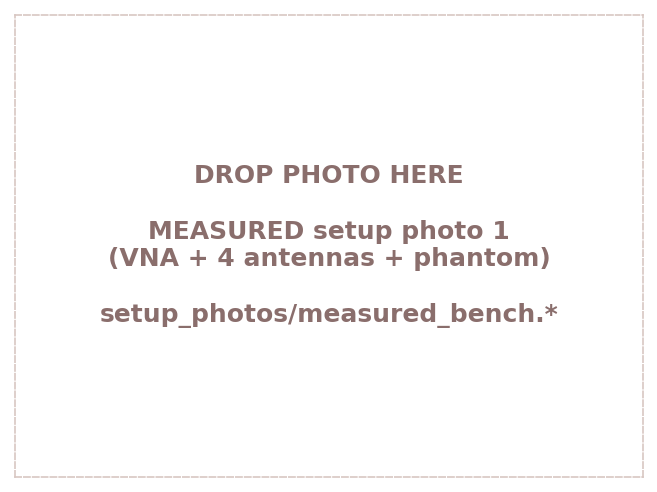 DROP PHOTO HERE
MEASURED setup photo 1
(VNA + 4 antennas + phantom)
setup_photos/measured_bench.*